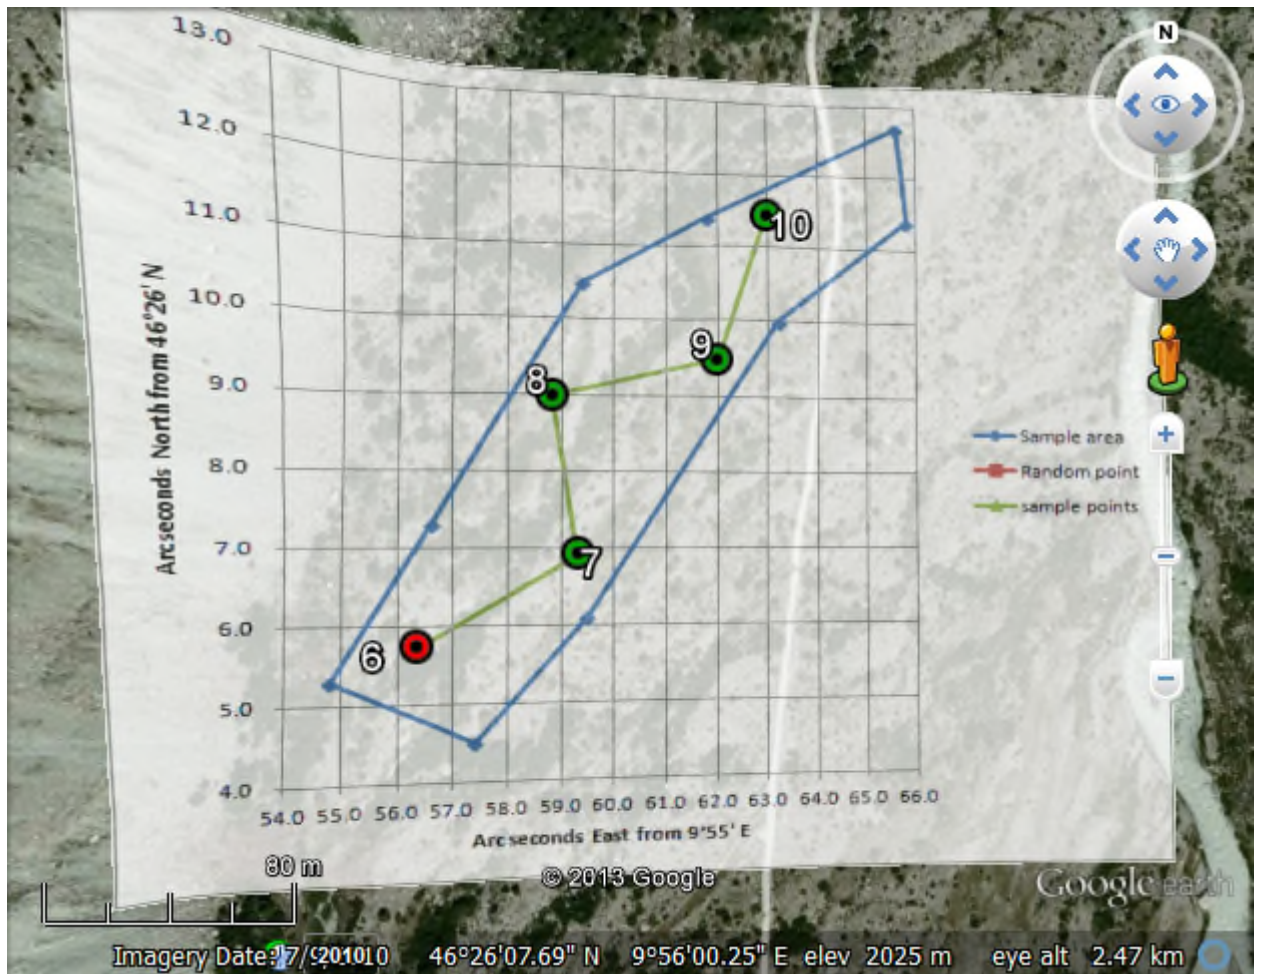 13.0
12.0
11.0
10.0
9.0
8.0
7.0
6.0
5.0
4.0
Arcseconds North from 46°26' N
54.0 55.0 56.0 57.0 58.0 59.0 60.0 61.0 62.0 63.0 64.0 65.0 66.0
Arcseconds East from 9°55' E
10
9
8
7
6
Sample area
Random point
sample points
N
80 m
© 2013 Google
Google earth
Imagery Date: 2010 46°26'07.69" N 9°56'00.25" E elev 2025 m eye alt 2.47 km